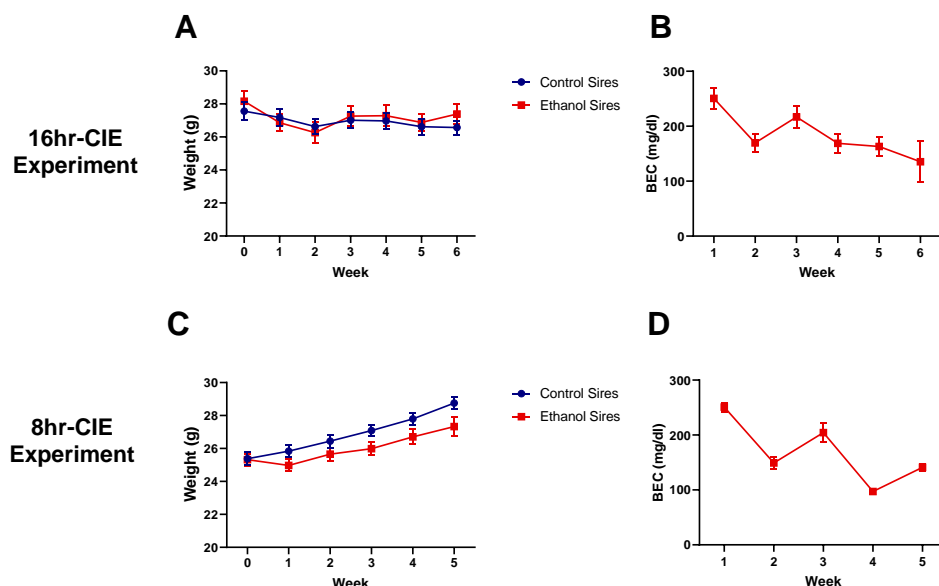 A
B
16hr-CIE
Experiment
Weight (g)
30
28
26
24
22
20
0 1 2 3 4 5 6
Week
Control Sires
Ethanol Sires
BEC (mg/dl)
300
200
100
0
1 2 3 4 5 6
Week
C
D
8hr-CIE
Experiment
Weight (g)
30
28
26
24
22
20
0 1 2 3 4 5
Week
Control Sires
Ethanol Sires
BEC (mg/dl)
300
200
100
0
1 2 3 4 5
Week